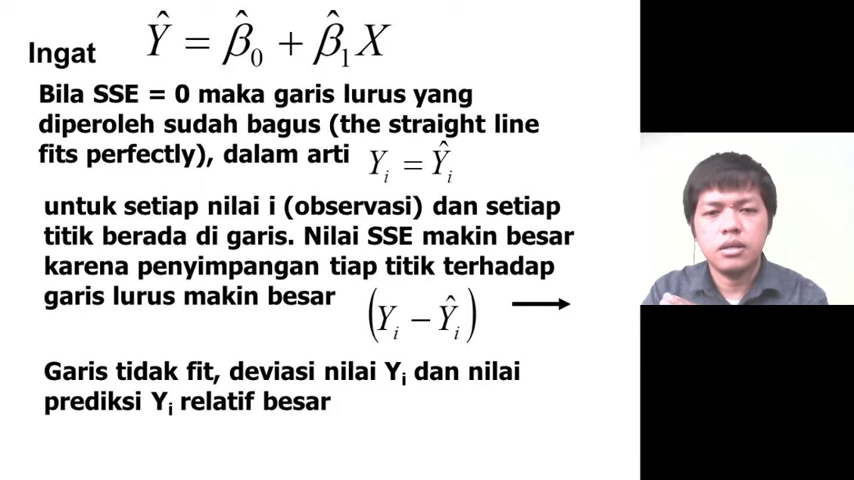 Ingat Ŷ = β̂₀ + β̂₁X
Bila SSE = 0 maka garis lurus yang
diperoleh sudah bagus (the straight line
fits perfectly), dalam arti Yᵢ = Ŷᵢ
untuk setiap nilai i (observasi) dan setiap
titik berada di garis. Nilai SSE makin besar
karena penyimpangan tiap titik terhadap
garis lurus makin besar (Yᵢ − Ŷᵢ)
Garis tidak fit, deviasi nilai Yᵢ dan nilai
prediksi Yᵢ relatif besar